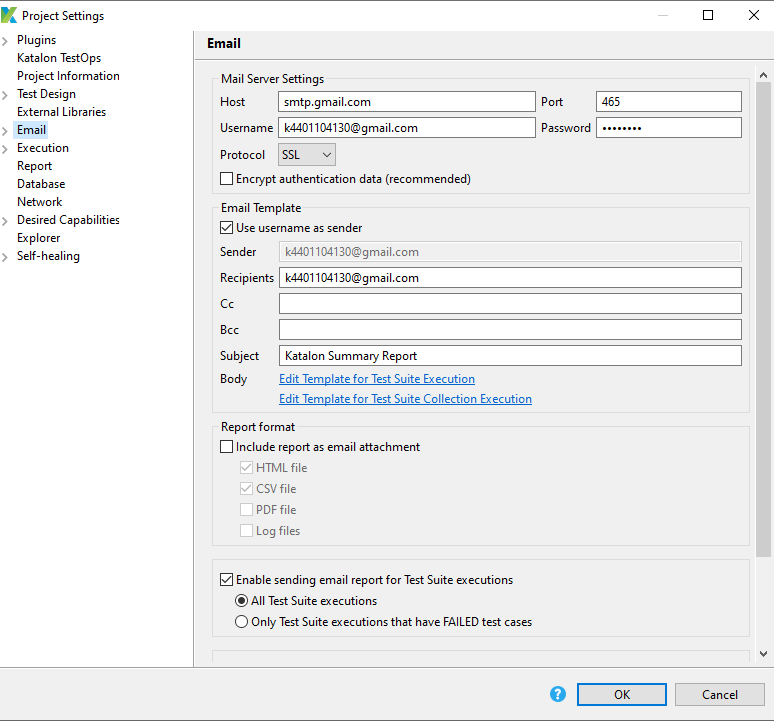 Project Settings
Plugins
Katalon TestOps
Project Information
Test Design
External Libraries
Email
Execution
Report
Database
Network
Desired Capabilities
Explorer
Self-healing
Email
Mail Server Settings
Host smtp.gmail.com Port 465
Username k4401104130@gmail.com Password ••••••••
Protocol SSL
Encrypt authentication data (recommended)
Email Template
Use username as sender
Sender k4401104130@gmail.com
Recipients k4401104130@gmail.com
Cc
Bcc
Subject Katalon Summary Report
Body Edit Template for Test Suite Execution
Edit Template for Test Suite Collection Execution
Report format
Include report as email attachment
HTML file
CSV file
PDF file
Log files
Enable sending email report for Test Suite executions
All Test Suite executions
Only Test Suite executions that have FAILED test cases
? OK Cancel